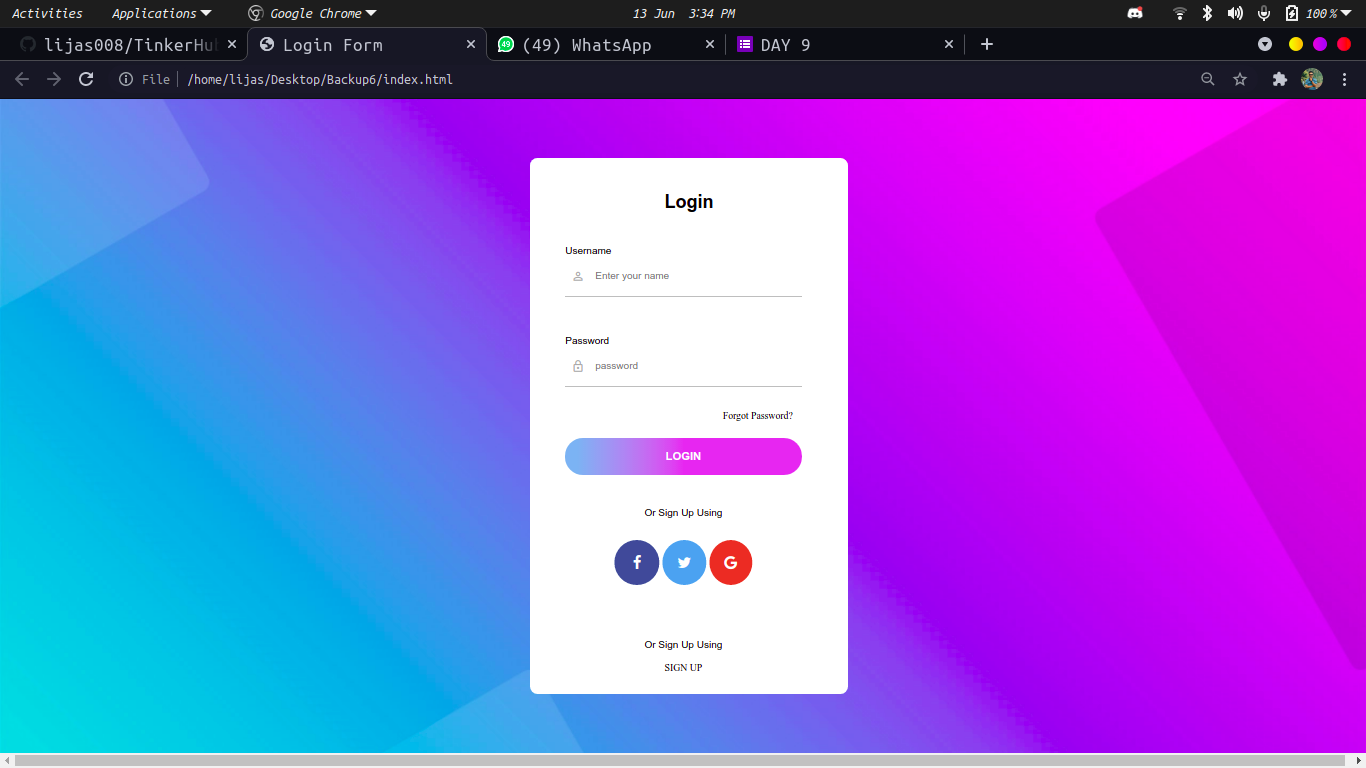 Activities Applications Google Chrome 13 Jun 3:34 PM 100 %
lijas008/TinkerHu Login Form (49) WhatsApp DAY 9
File /home/lijas/Desktop/Backup6/index.html
Login
Username
Enter your name
Password
password
Forgot Password?
LOGIN
Or Sign Up Using
f G
Or Sign Up Using
SIGN UP